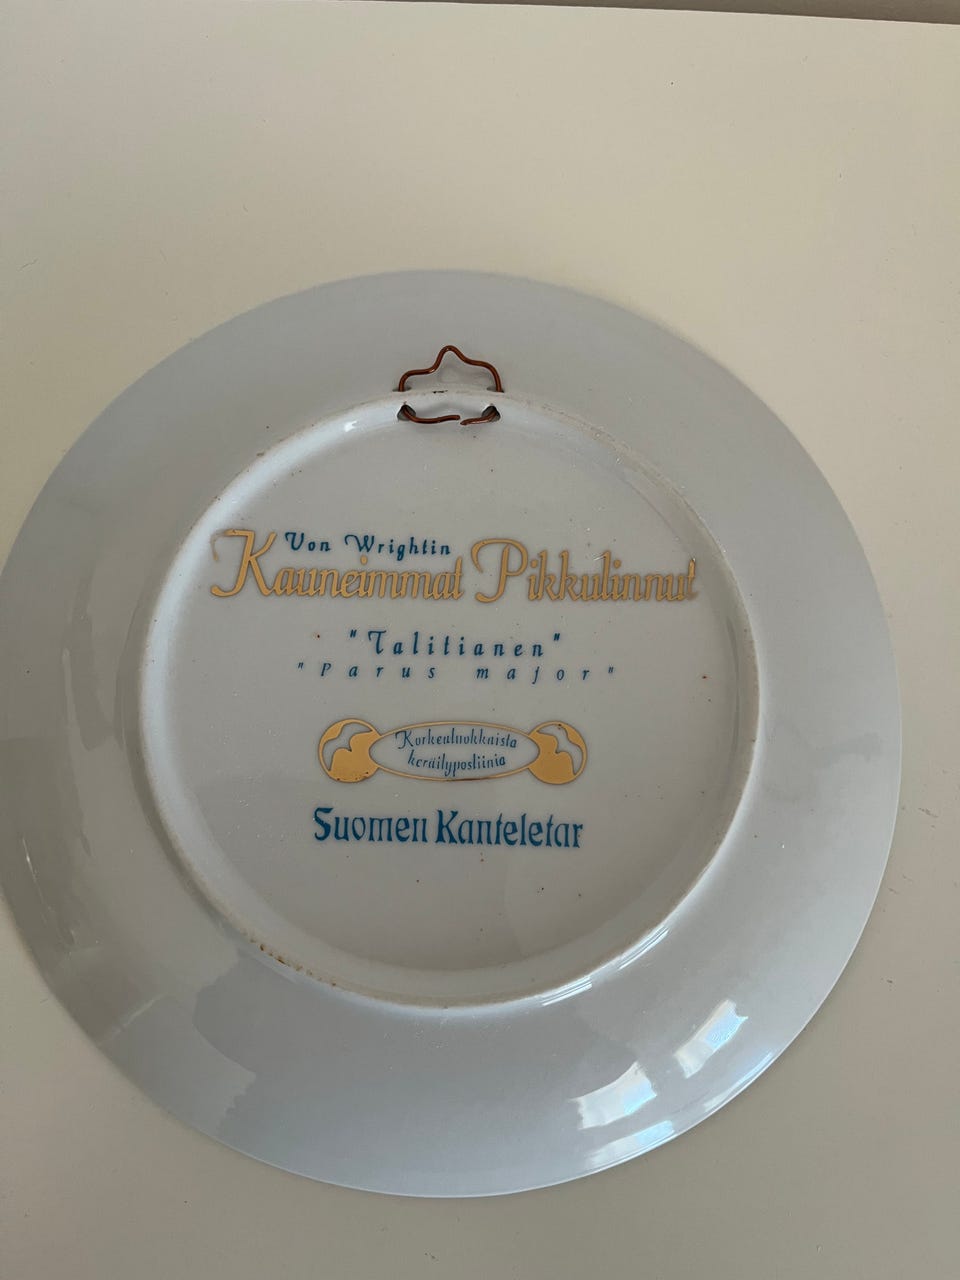 Von Wrightin
Kauneimmat Pikkulinnut
"Talitianen"
"Parus major"
Korkealuokkaista
keräilyposliinia
Suomen Kanteletar